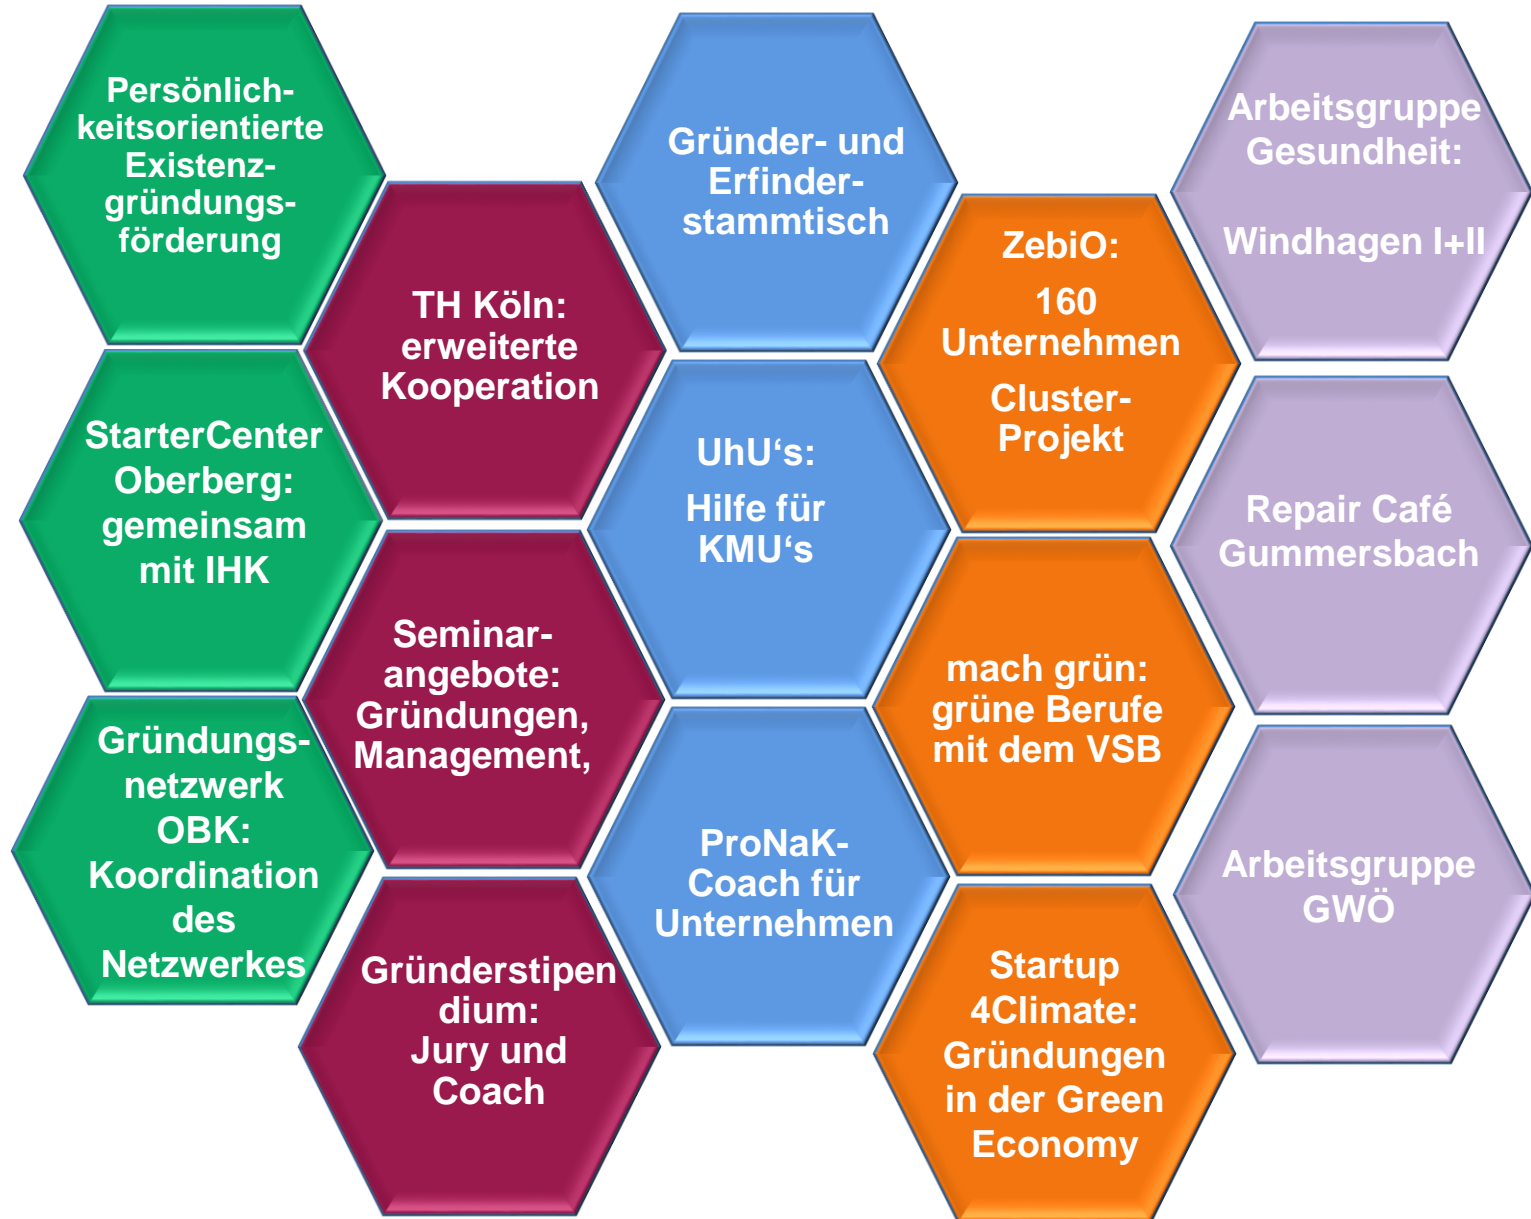 Persönlich-
keitsorientierte
Existenz-
gründungs-
förderung
StarterCenter
Oberberg:
gemeinsam
mit IHK
Gründungs-
netzwerk
OBK:
Koordination
des
Netzwerkes
TH Köln:
erweiterte
Kooperation
Seminar-
angebote:
Gründungen,
Management,
Gründerstipen
dium:
Jury und
Coach
Gründer- und
Erfinder-
stammtisch
UhU‘s:
Hilfe für
KMU‘s
ProNaK-
Coach für
Unternehmen
ZebiO:
160
Unternehmen
Cluster-
Projekt
mach grün:
grüne Berufe
mit dem VSB
Startup
4Climate:
Gründungen
in der Green
Economy
Arbeitsgruppe
Gesundheit:
Windhagen I+II
Repair Café
Gummersbach
Arbeitsgruppe
GWÖ